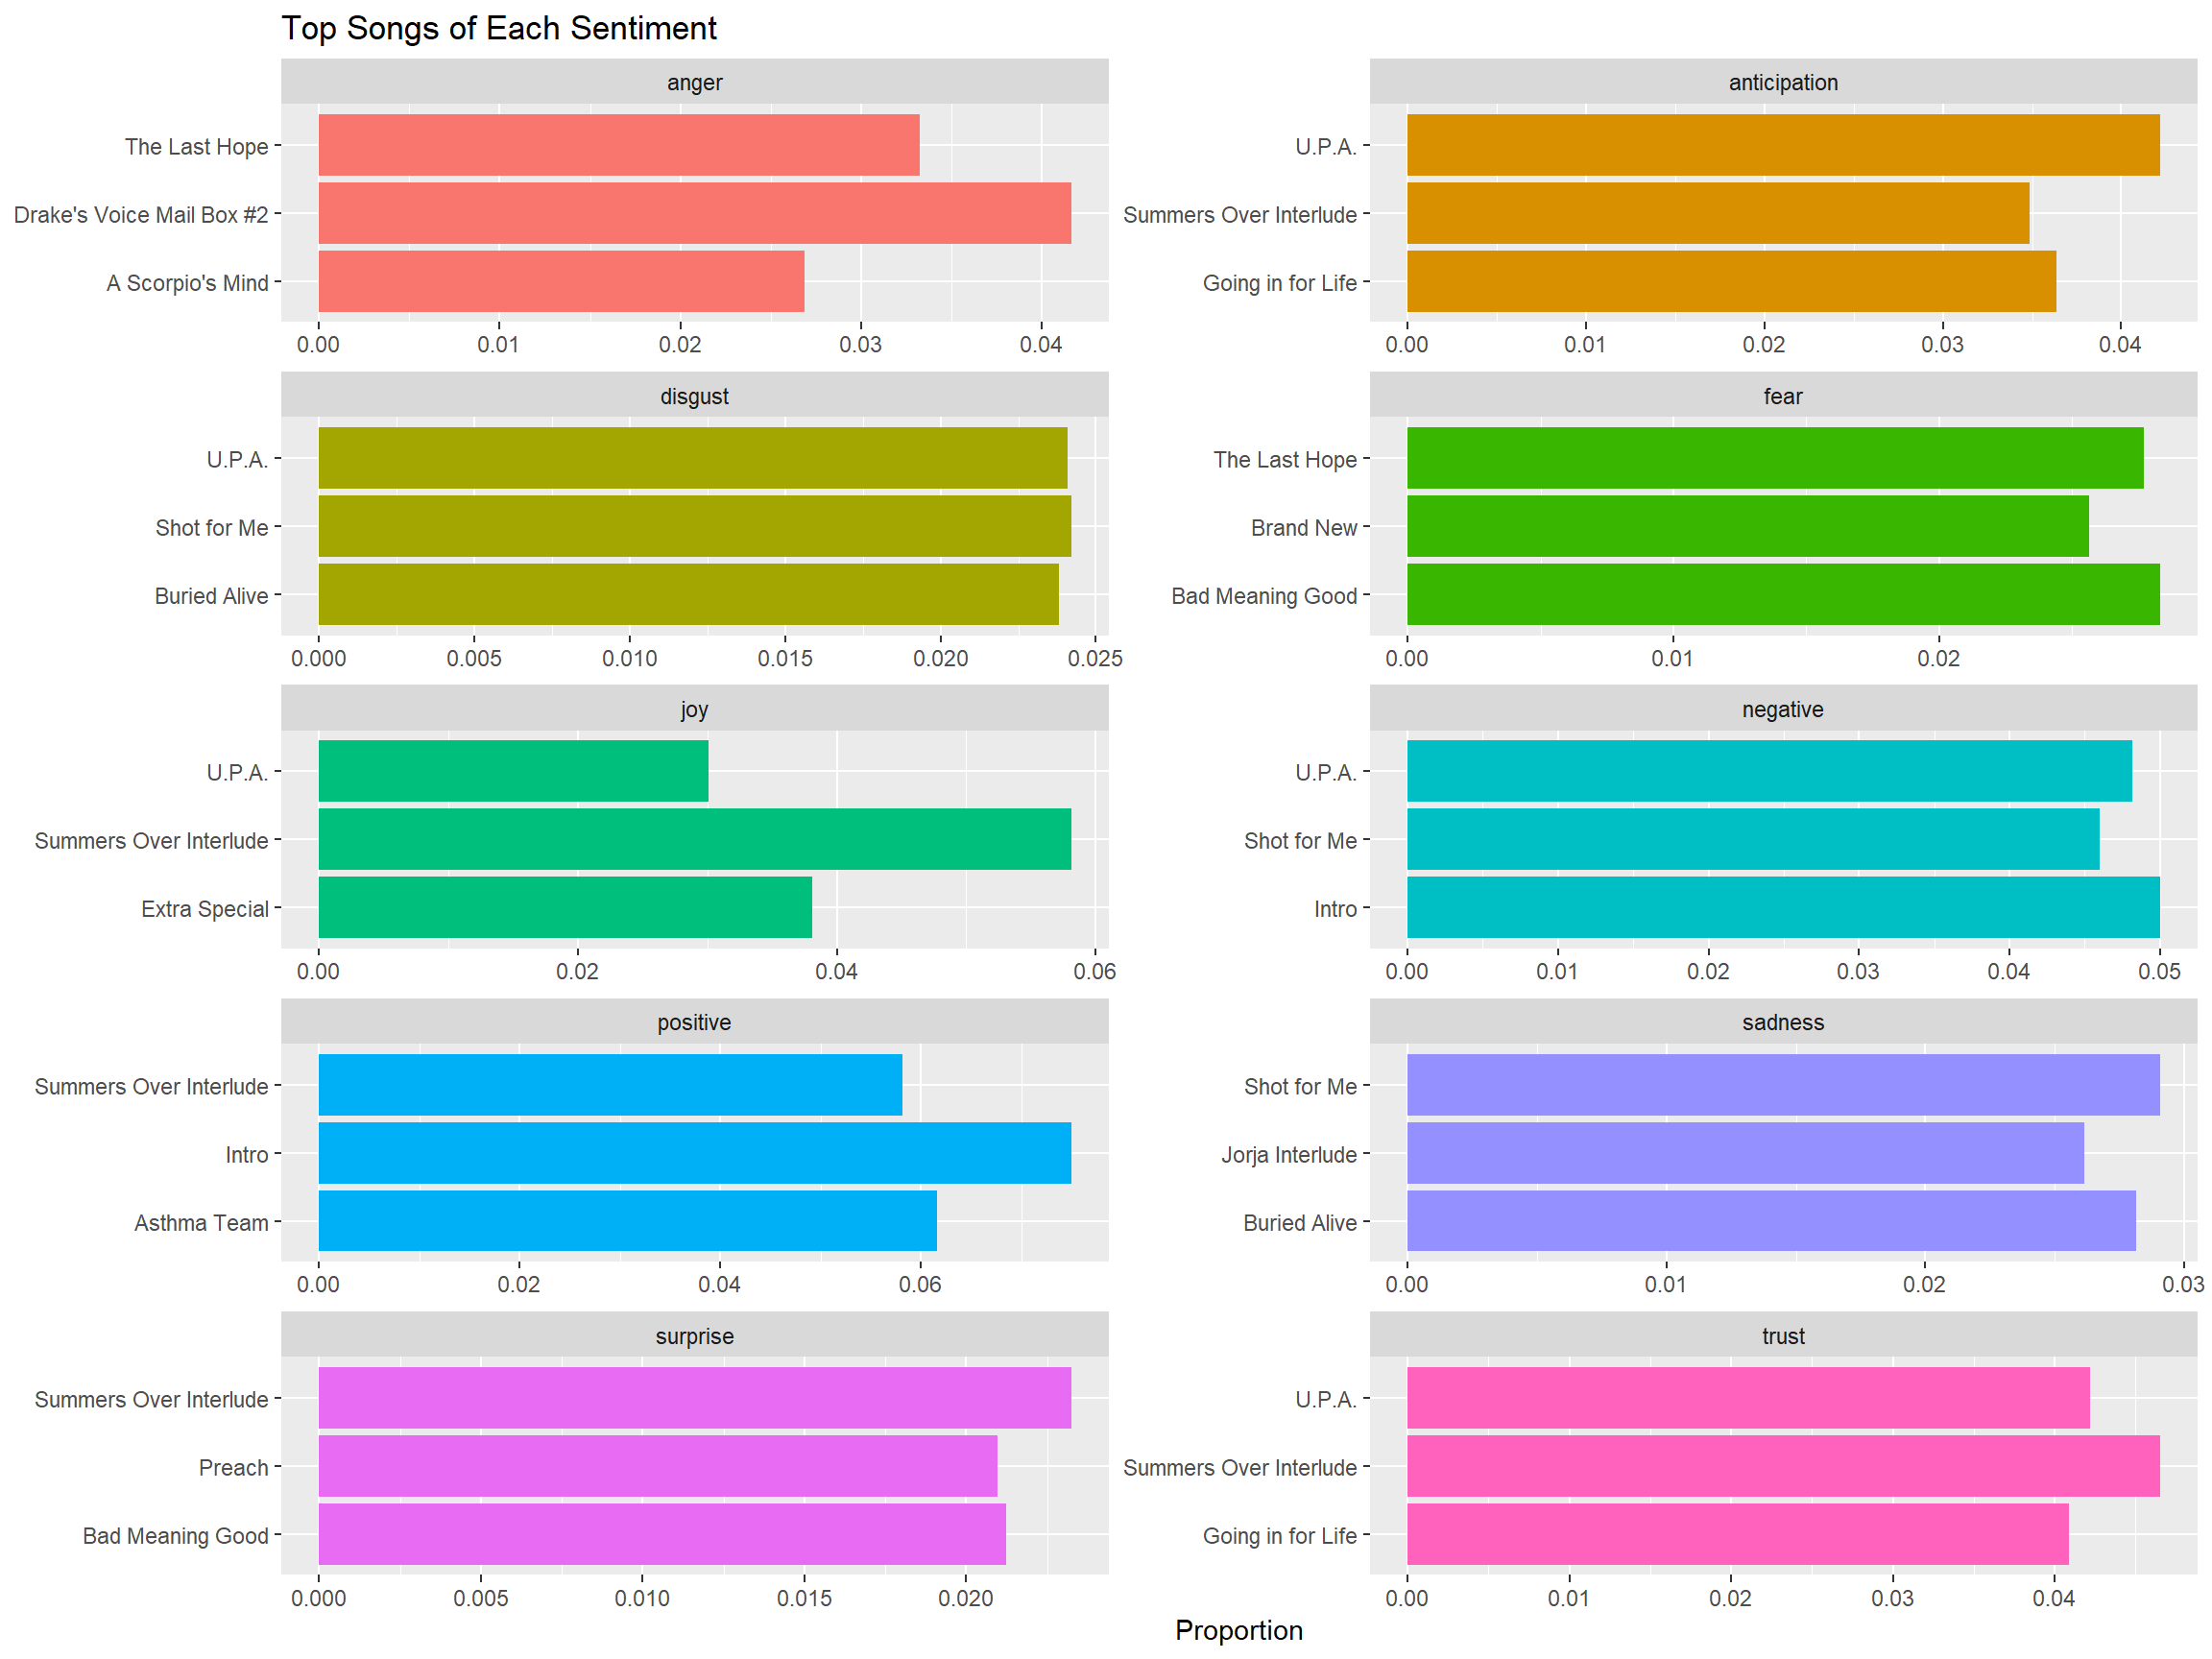 Top Songs of Each Sentiment
anger
The Last Hope
Drake's Voice Mail Box #2
A Scorpio's Mind
0.00 0.01 0.02 0.03 0.04
anticipation
U.P.A.
Summers Over Interlude
Going in for Life
0.00 0.01 0.02 0.03 0.04
disgust
U.P.A.
Shot for Me
Buried Alive
0.000 0.005 0.010 0.015 0.020 0.025
fear
The Last Hope
Brand New
Bad Meaning Good
0.00 0.01 0.02
joy
U.P.A.
Summers Over Interlude
Extra Special
0.00 0.02 0.04 0.06
negative
U.P.A.
Shot for Me
Intro
0.00 0.01 0.02 0.03 0.04 0.05
positive
Summers Over Interlude
Intro
Asthma Team
0.00 0.02 0.04 0.06
sadness
Shot for Me
Jorja Interlude
Buried Alive
0.00 0.01 0.02 0.03
surprise
Summers Over Interlude
Preach
Bad Meaning Good
0.000 0.005 0.010 0.015 0.020
trust
U.P.A.
Summers Over Interlude
Going in for Life
0.00 0.01 0.02 0.03 0.04
Proportion